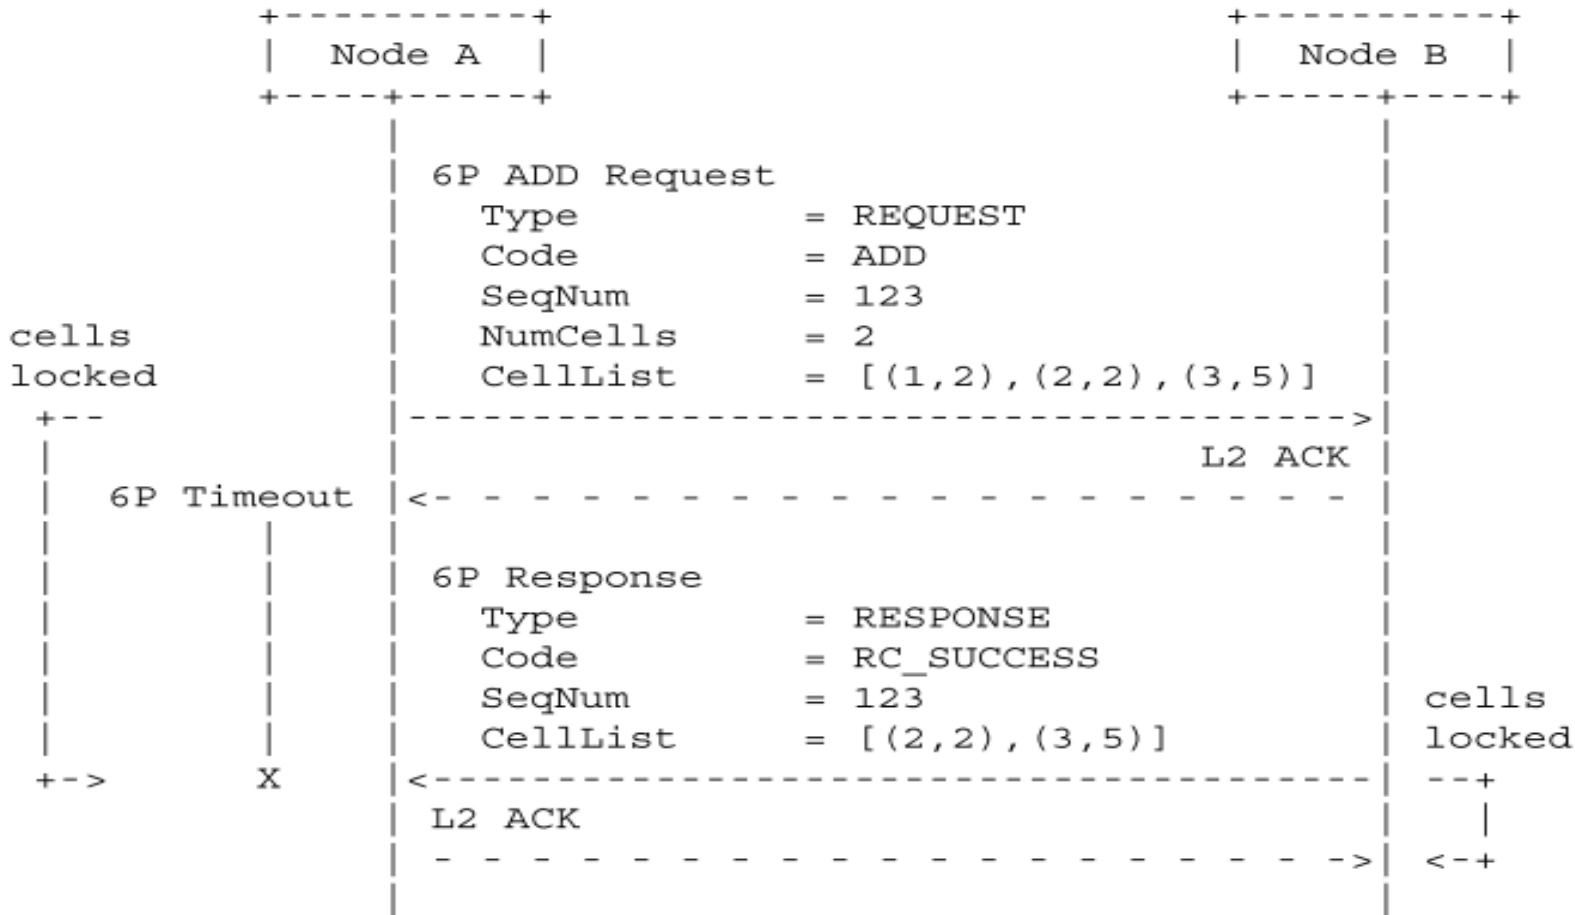 +-----------+ +-----------+
| Node A | | Node B |
+----+-----+ +-----+----+
| |
| 6P ADD Request |
| Type = REQUEST |
| Code = ADD |
| SeqNum = 123 |
cells | NumCells = 2 |
locked | CellList = [(1,2),(2,2),(3,5)] |
+-- |-------------------------------------->|
| | L2 ACK |
| 6P Timeout |<- - - - - - - - - - - - - - - - - - - |
| | | |
| | | 6P Response |
| | | Type = RESPONSE |
| | | Code = RC_SUCCESS |
| | | SeqNum = 123 | cells
| | | CellList = [(2,2),(3,5)] | locked
+-> X |<--------------------------------------| --+
| L2 ACK | |
| - - - - - - - - - - - - - - - - - - ->| <-+
| |